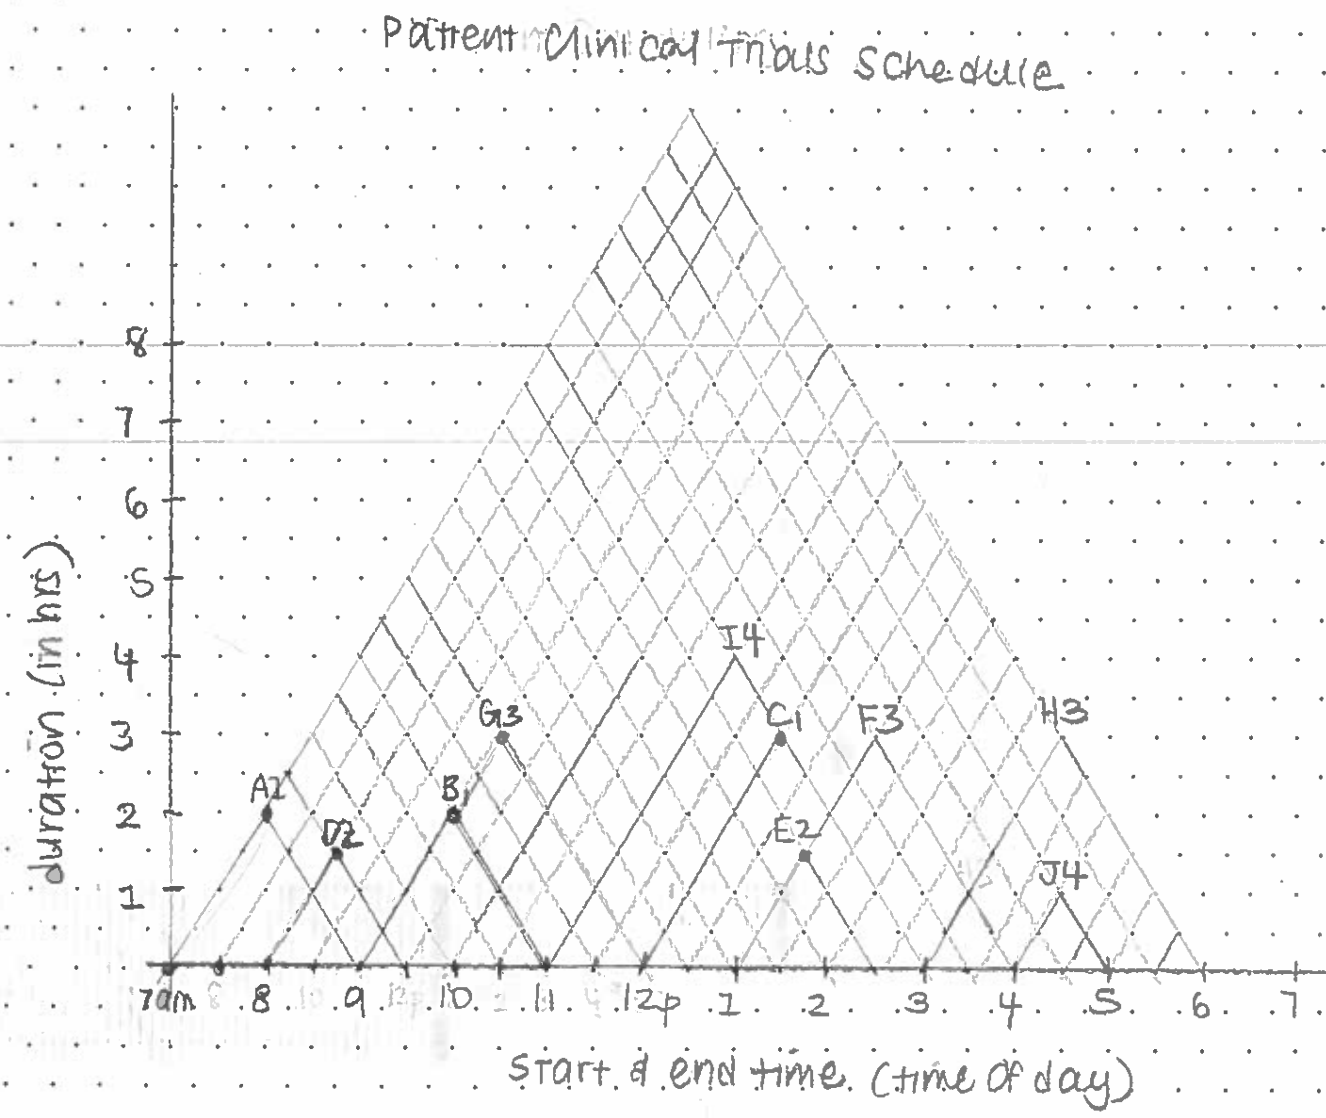 Patient Clinical Trials Schedule
8
7
6
5
I4
4
G3 C1 F3 H3
3
A1 B1
2
D2 E2
J4
1
7am 8 9 10 11 12p 1 2 3 4 5 6 7
start & end time (time of day)
duration (in hrs)